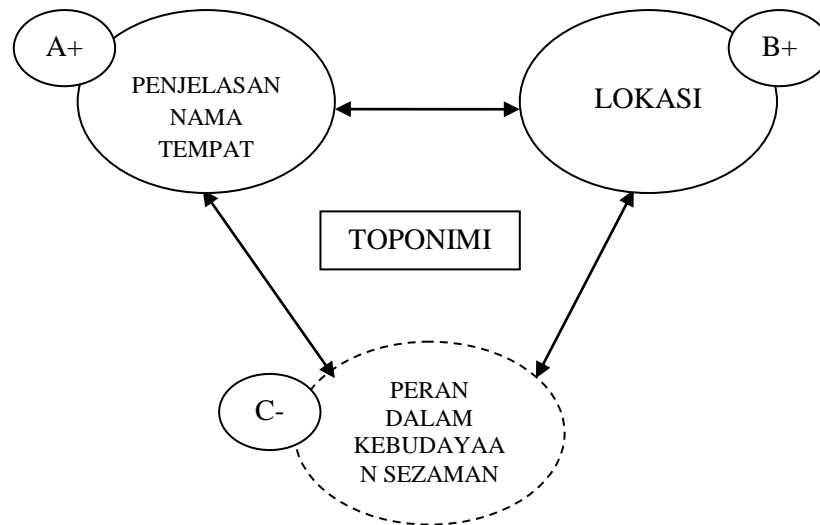 A+
PENJELASAN
NAMA
TEMPAT
B+
LOKASI
TOPONIMI
C-
PERAN
DALAM
KEBUDAYAA
N SEZAMAN